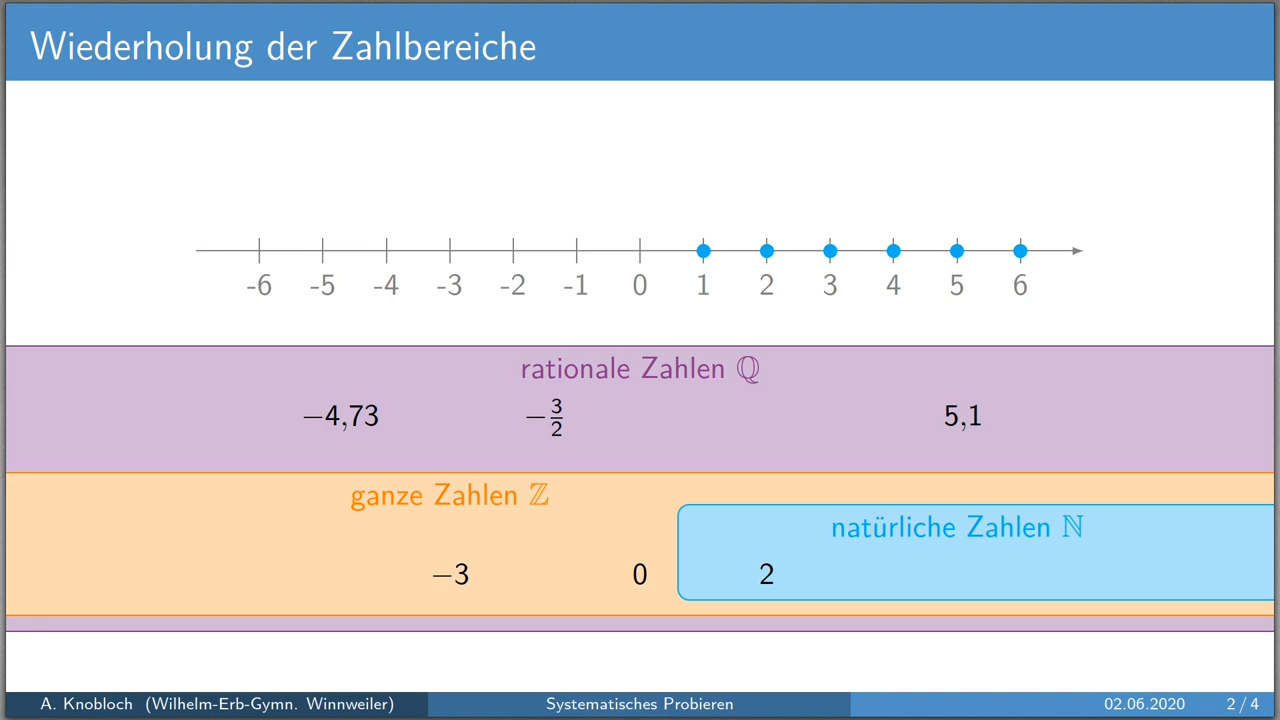 Wiederholung der Zahlbereiche
-6 -5 -4 -3 -2 -1 0 1 2 3 4 5 6
rationale Zahlen ℚ
−4,73 −3/2 5,1
ganze Zahlen ℤ
natürliche Zahlen ℕ
−3 0 2
A. Knobloch (Wilhelm-Erb-Gymn. Winnweiler) Systematisches Probieren 02.06.2020 2 / 4